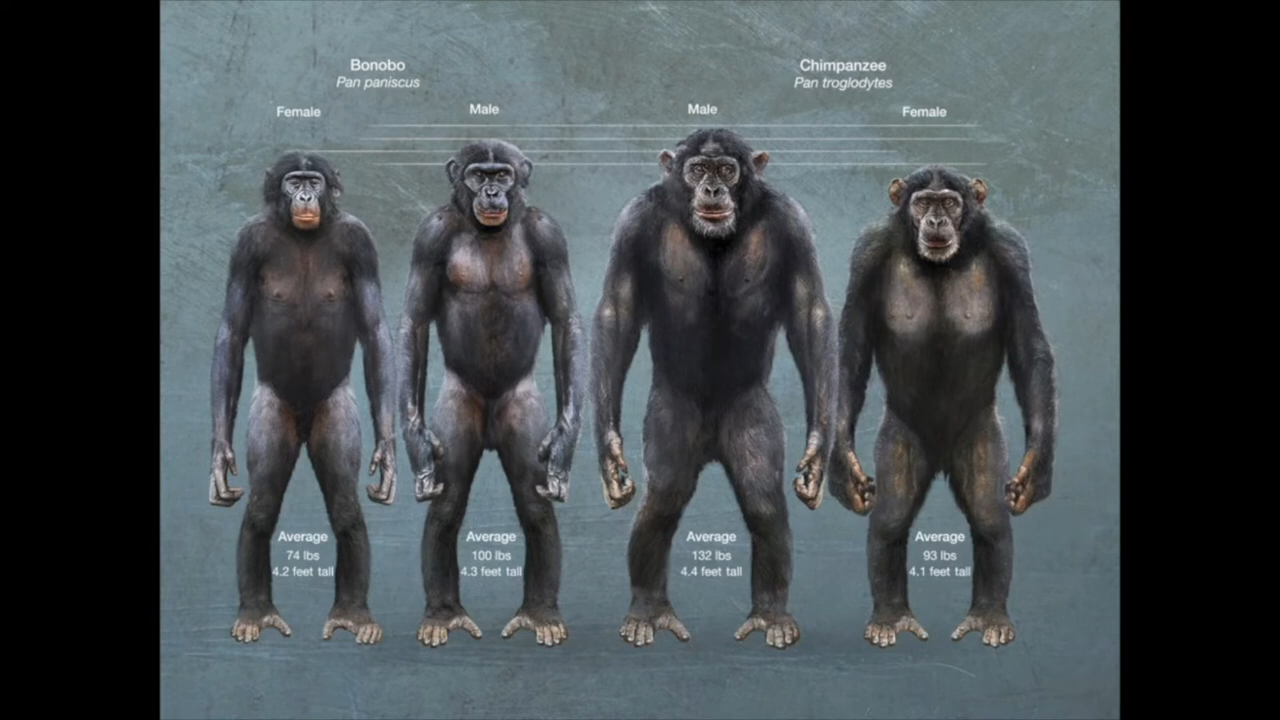 Bonobo
Pan paniscus
Chimpanzee
Pan troglodytes
Female
Male
Male
Female
Average
74 lbs
4.2 feet tall
Average
100 lbs
4.3 feet tall
Average
132 lbs
4.4 feet tall
Average
93 lbs
4.1 feet tall